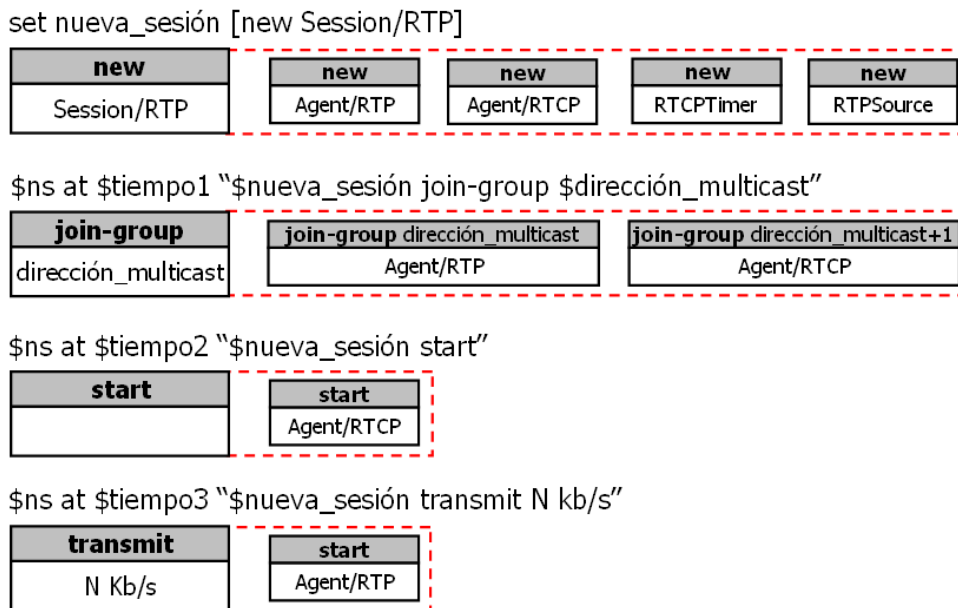 set nueva_sesión [new Session/RTP]
new new new new new
Session/RTP Agent/RTP Agent/RTCP RTCPTimer RTPSource
$ns at $tiempo1 “$nueva_sesión join-group $dirección_multicast”
join-group join-group dirección_multicast join-group dirección_multicast+1
dirección_multicast Agent/RTP Agent/RTCP
$ns at $tiempo2 “$nueva_sesión start”
start start
Agent/RTCP
$ns at $tiempo3 “$nueva_sesión transmit N kb/s”
transmit start
N Kb/s Agent/RTP